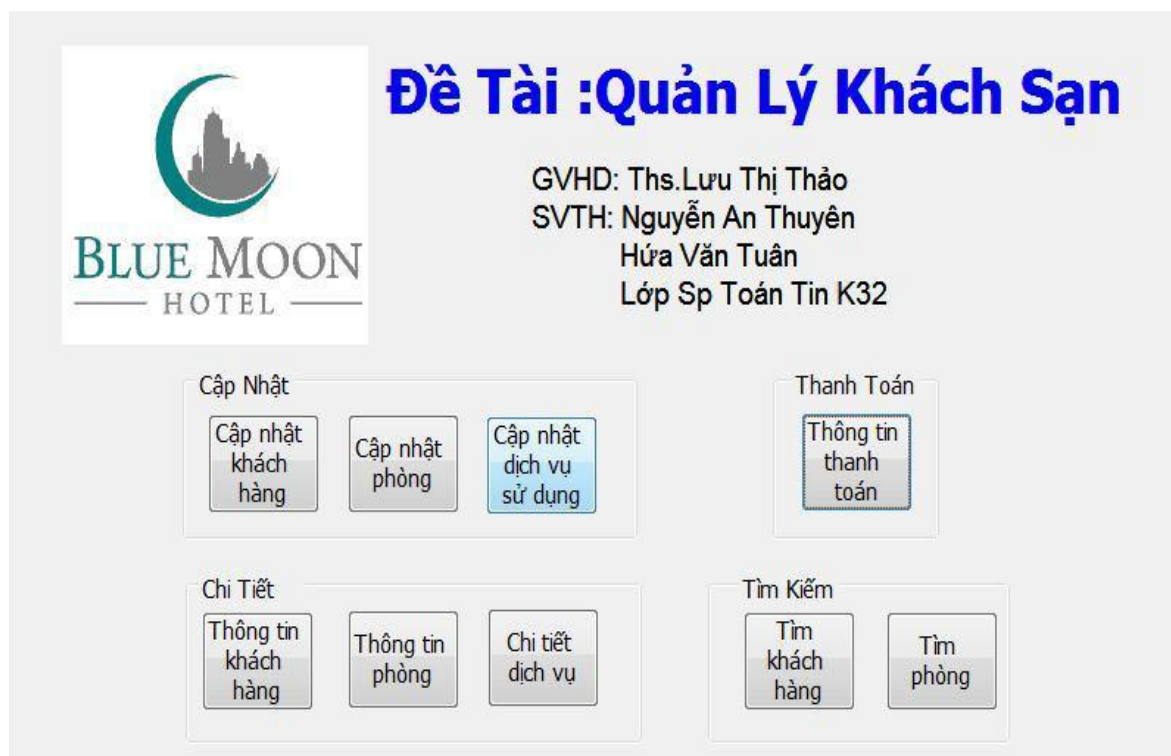 Đề Tài :Quản Lý Khách Sạn
BLUE MOON
HOTEL
GVHD: Ths.Lưu Thị Thảo
SVTH: Nguyễn An Thuyên
Hứa Văn Tuân
Lớp Sp Toán Tin K32
Cập Nhật
Cập nhật
khách
hàng
Cập nhật
phòng
Cập nhật
dịch vụ
sử dụng
Thanh Toán
Thông tin
thanh
toán
Chi Tiết
Thông tin
khách
hàng
Thông tin
phòng
Chi tiết
dịch vụ
Tìm Kiếm
Tìm
khách
hàng
Tìm
phòng